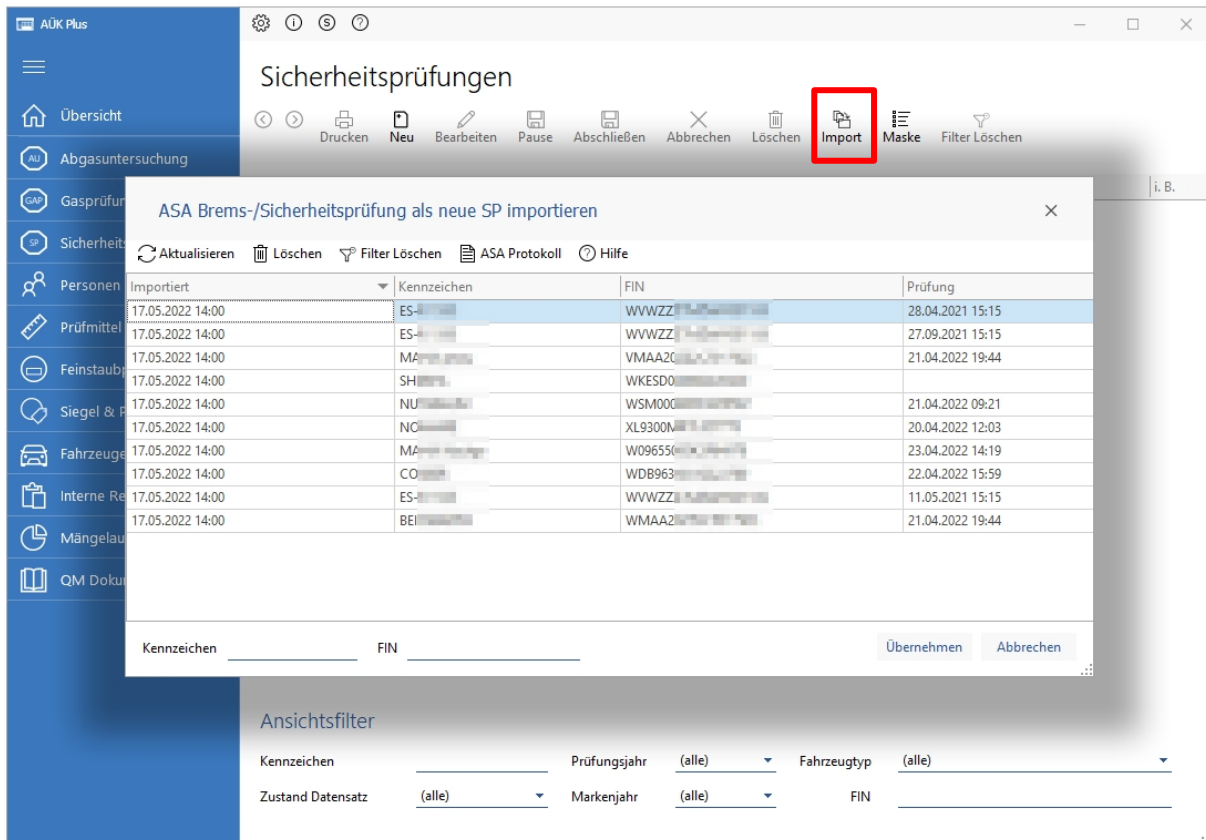 AÜK Plus
Übersicht
Abgasuntersuchung
Gasprüfun
Sicherheits
Personen
Prüfmittel
Feinstaubp
Siegel & P
Fahrzeuge
Interne Re
Mängelau
QM Dokum
AU
GAP
SP
Sicherheitsprüfungen
Drucken Neu Bearbeiten Pause Abschließen Abbrechen Löschen Import Maske Filter Löschen
i. B.
ASA Brems-/Sicherheitsprüfung als neue SP importieren
Aktualisieren Löschen Filter Löschen ASA Protokoll Hilfe
Importiert Kennzeichen FIN Prüfung
17.05.2022 14:00 ES- WVWZZ 28.04.2021 15:15
17.05.2022 14:00 ES- WVWZZ 27.09.2021 15:15
17.05.2022 14:00 MA VMAA20 21.04.2022 19:44
17.05.2022 14:00 SH WKESD0
17.05.2022 14:00 NU WSM000 21.04.2022 09:21
17.05.2022 14:00 NO XL9300M 20.04.2022 12:03
17.05.2022 14:00 MA W096550 23.04.2022 14:19
17.05.2022 14:00 CO WDB963 22.04.2022 15:59
17.05.2022 14:00 ES- WVWZZ 11.05.2021 15:15
17.05.2022 14:00 BEI WMAA2 21.04.2022 19:44
Kennzeichen FIN Übernehmen Abbrechen
Ansichtsfilter
Kennzeichen Prüfungsjahr (alle) Fahrzeugtyp (alle)
Zustand Datensatz (alle) Markenjahr (alle) FIN